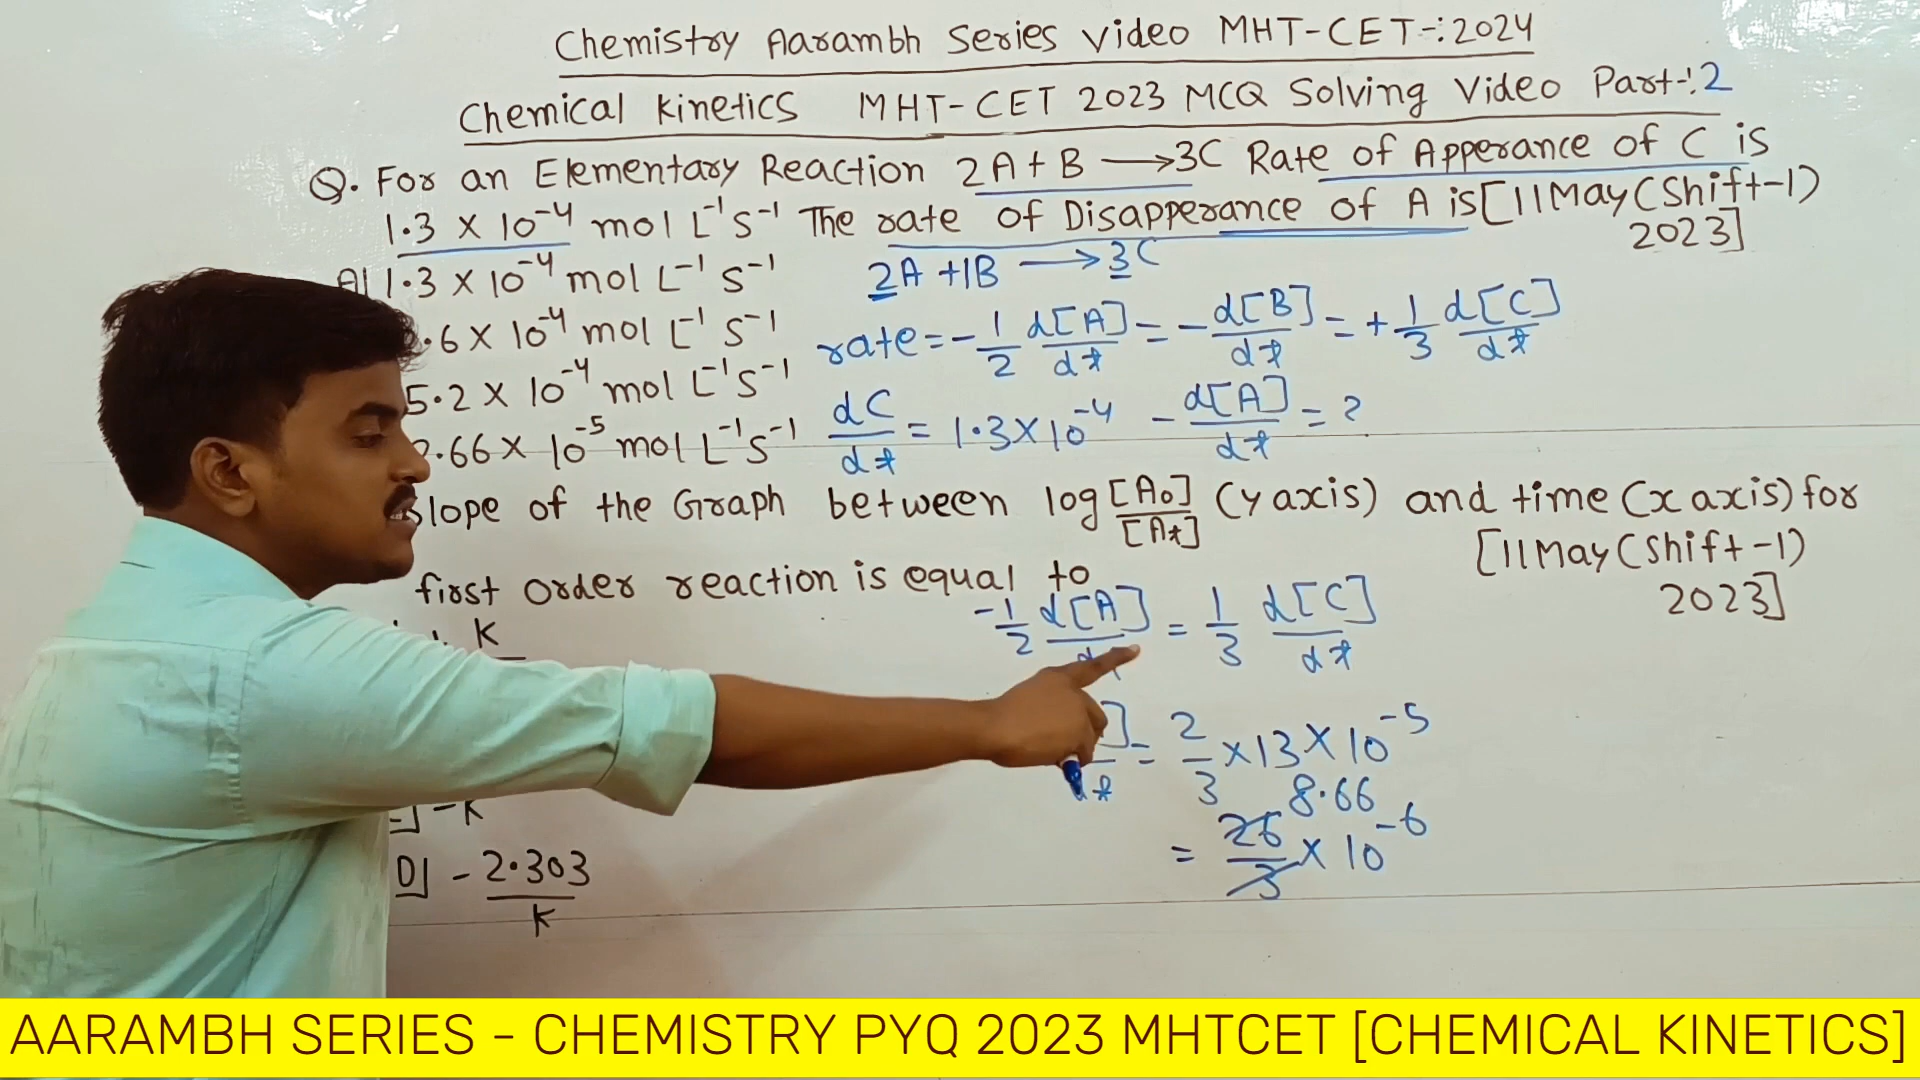 Chemistry Aarambh Series Video MHT-CET-:2024
Chemical Kinetics MHT-CET 2023 MCQ Solving Video Part-:2
Q. For an Elementary Reaction 2A + B ⟶ 3C Rate of Apperance of C is
1.3 × 10⁻⁴ mol L⁻¹ S⁻¹ The rate of Disapperance of A is [11 May (Shift-1)
2023]
A] 1.3 × 10⁻⁴ mol L⁻¹ S⁻¹
.6 × 10⁻⁴ mol L⁻¹ S⁻¹
5.2 × 10⁻⁴ mol L⁻¹ S⁻¹
.66 × 10⁻⁵ mol L⁻¹ S⁻¹
2A + 1B ⟶ 3C
rate = - 1/2 d[A]/dt = - d[B]/dt = + 1/3 d[C]/dt
dC/dt = 1.3 × 10⁻⁴ - d[A]/dt = ?
slope of the Graph between log [A₀]/[At] (y axis) and time (x axis) for
first Order reaction is equal to
[11 May (Shift-1)
2023]
K
-K
D] - 2.303/K
-1/2 d[A]/d = 1/3 d[C]/dt
] = 2/3 × 13 × 10⁻⁵
8.66
= 26/3 × 10⁻⁶
AARAMBH SERIES - CHEMISTRY PYQ 2023 MHTCET [CHEMICAL KINETICS]